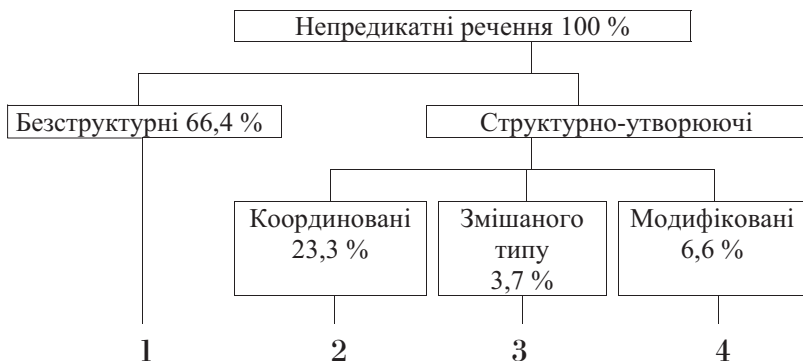 Непредикатні речення 100 %
Безструктурні 66,4 %
Структурно-утворюючі
Координовані
23,3 %
Змішаного
типу
3,7 %
Модифіковані
6,6 %
1
2
3
4